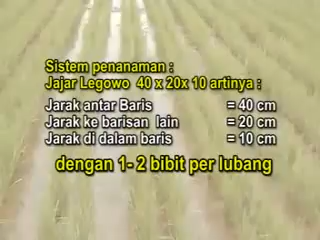 Sistem penanaman :
Jajar Legowo 40 x 20x 10 artinya :
Jarak antar Baris = 40 cm
Jarak ke barisan lain = 20 cm
Jarak di dalam baris = 10 cm
dengan 1- 2 bibit per lubang